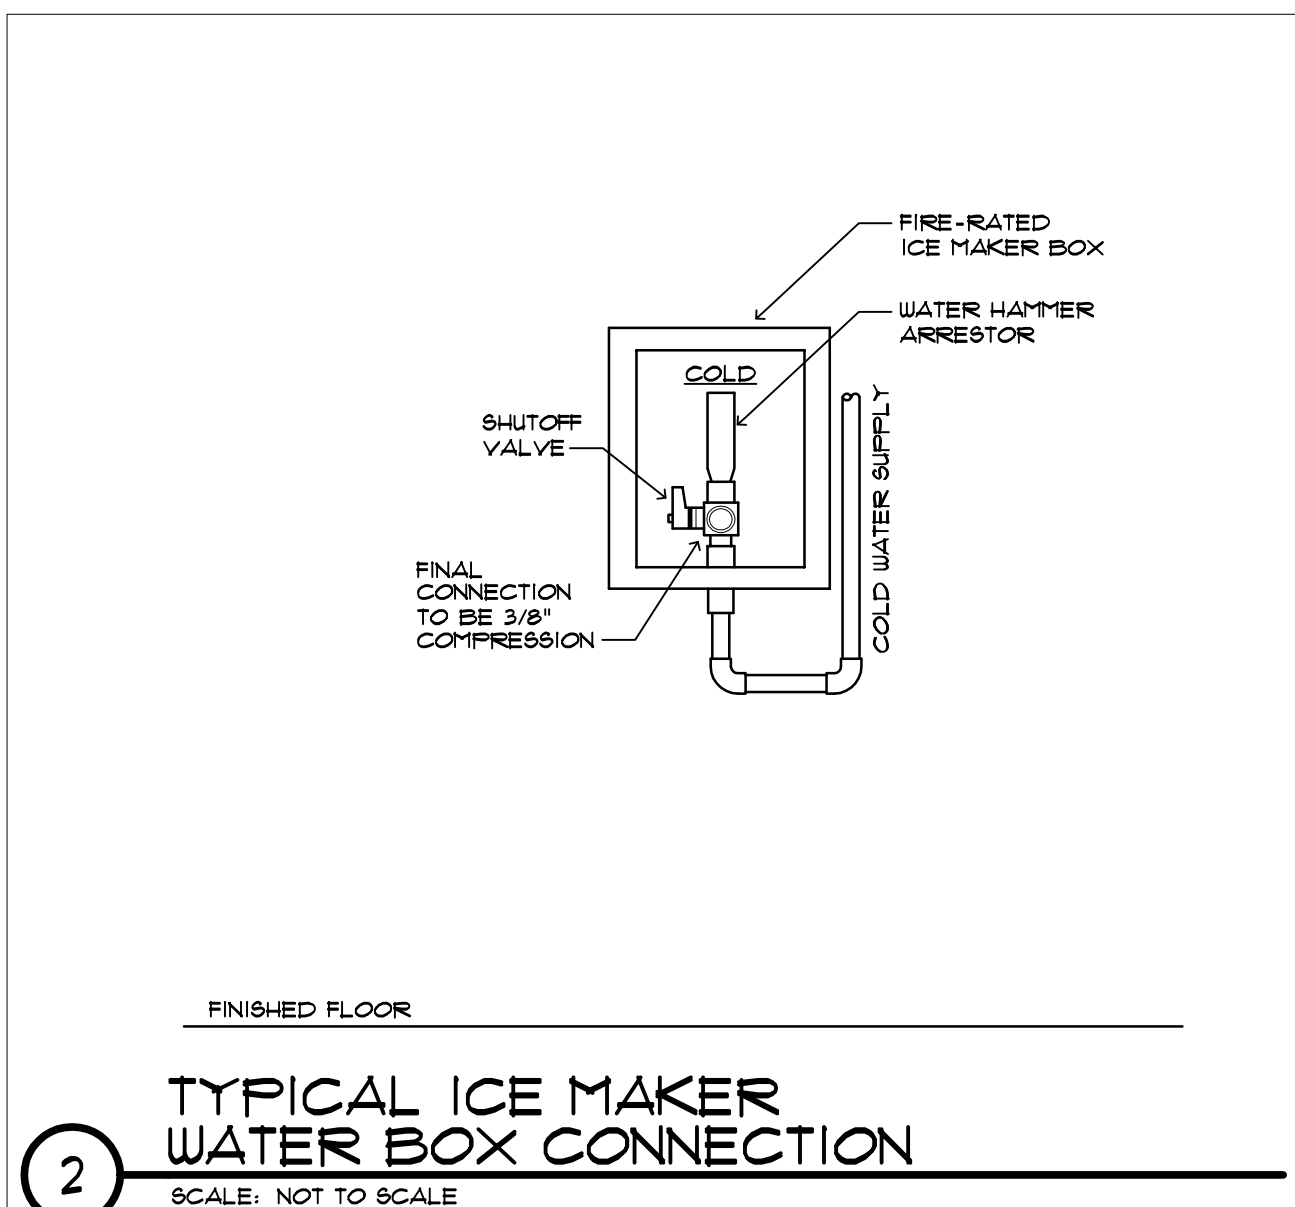 FIRE-RATED
ICE MAKER BOX
WATER HAMMER
ARRESTOR
COLD
SHUTOFF
VALVE
COLD WATER SUPPLY
FINAL
CONNECTION
TO BE 3/8"
COMPRESSION
FINISHED FLOOR
TYPICAL ICE MAKER
WATER BOX CONNECTION
2
SCALE: NOT TO SCALE